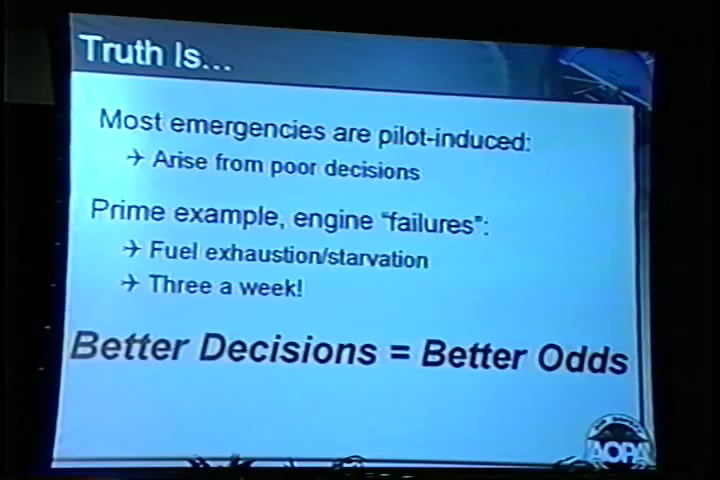 Truth Is...
Most emergencies are pilot-induced:
Arise from poor decisions
Prime example, engine "failures":
Fuel exhaustion/starvation
Three a week!
Better Decisions = Better Odds
AOPA